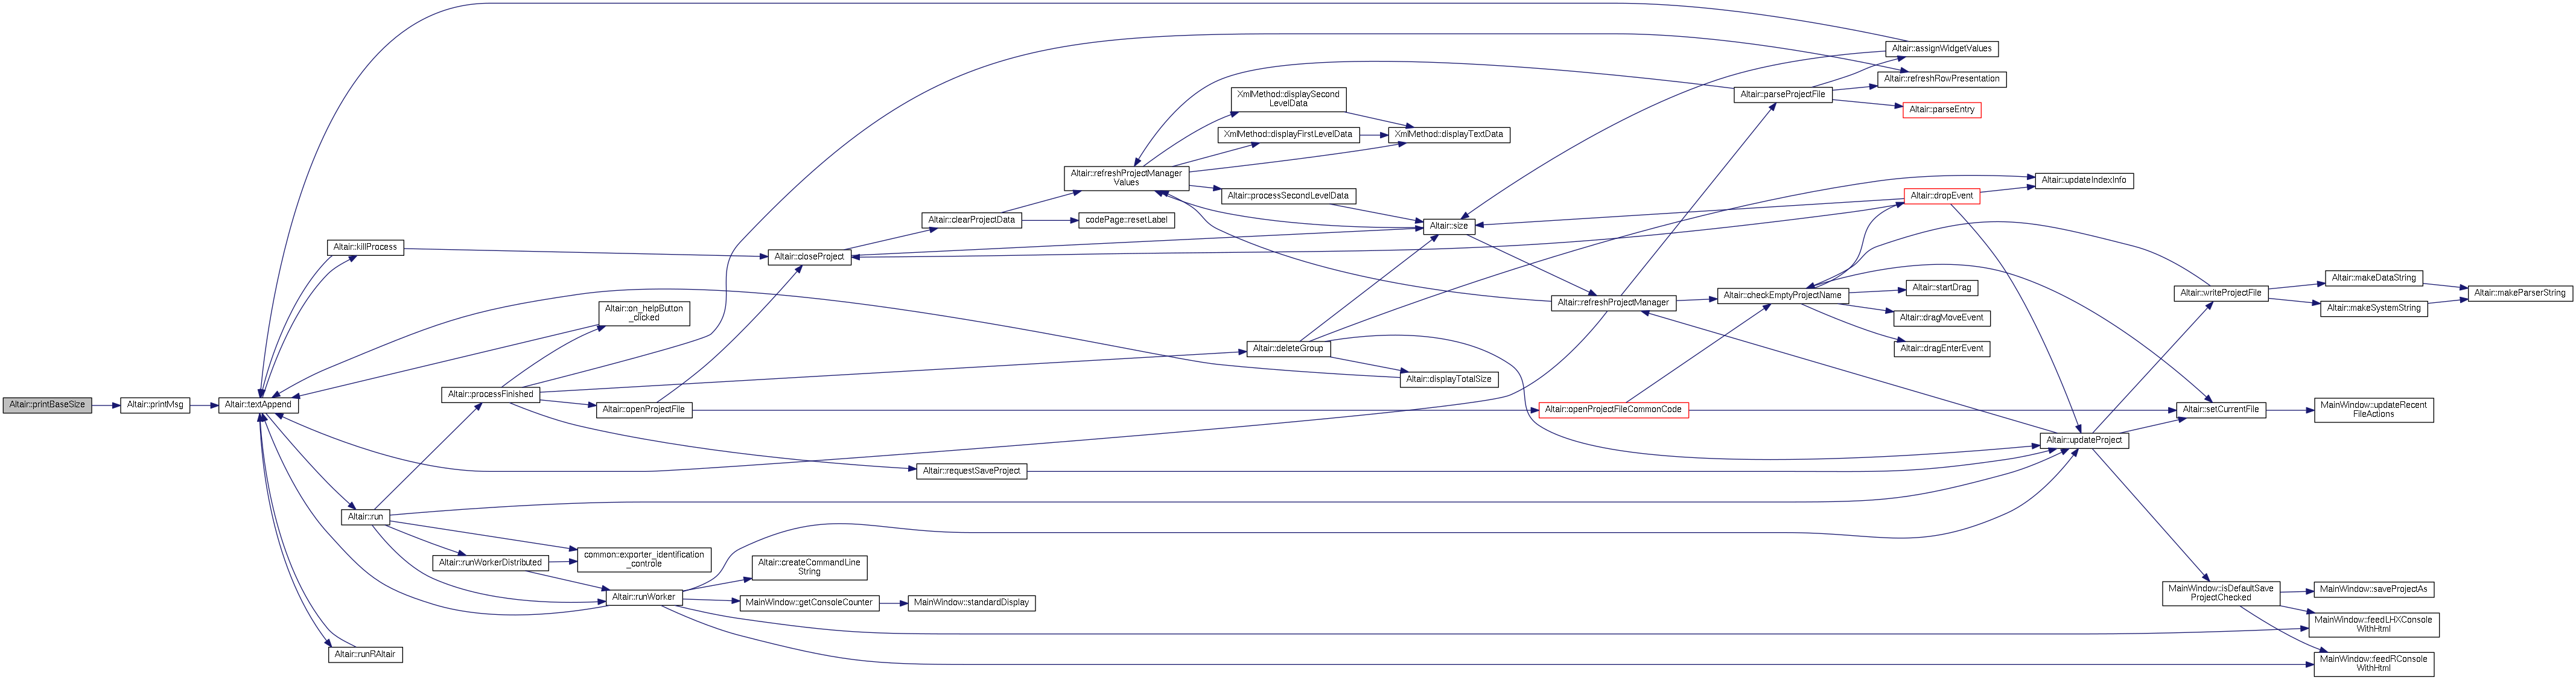 Altair::printBaseSize
Altair::printMsg
Altair::textAppend
Altair::killProcess
Altair::run
Altair::runRAltair
Altair::on_helpButton
_clicked
Altair::processFinished
Altair::openProjectFile
Altair::runWorkerDistributed
common::exporter_identification
_controle
Altair::runWorker
Altair::closeProject
Altair::requestSaveProject
Altair::createCommandLine
String
MainWindow::getConsoleCounter
MainWindow::standardDisplay
Altair::clearProjectData
Altair::refreshProjectManager
Values
codePage::resetLabel
XmlMethod::displaySecond
LevelData
XmlMethod::displayFirstLevelData
Altair::processSecondLevelData
XmlMethod::displayTextData
Altair::size
Altair::deleteGroup
Altair::displayTotalSize
Altair::refreshProjectManager
Altair::openProjectFileCommonCode
Altair::parseProjectFile
Altair::checkEmptyProjectName
Altair::assignWidgetValues
Altair::refreshRowPresentation
Altair::parseEntry
Altair::dropEvent
Altair::startDrag
Altair::dragMoveEvent
Altair::dragEnterEvent
Altair::updateIndexInfo
Altair::updateProject
Altair::writeProjectFile
Altair::setCurrentFile
MainWindow::isDefaultSave
ProjectChecked
Altair::makeDataString
Altair::makeSystemString
Altair::makeParserString
MainWindow::updateRecent
FileActions
MainWindow::saveProjectAs
MainWindow::feedLHXConsole
WithHtml
MainWindow::feedRConsole
WithHtml